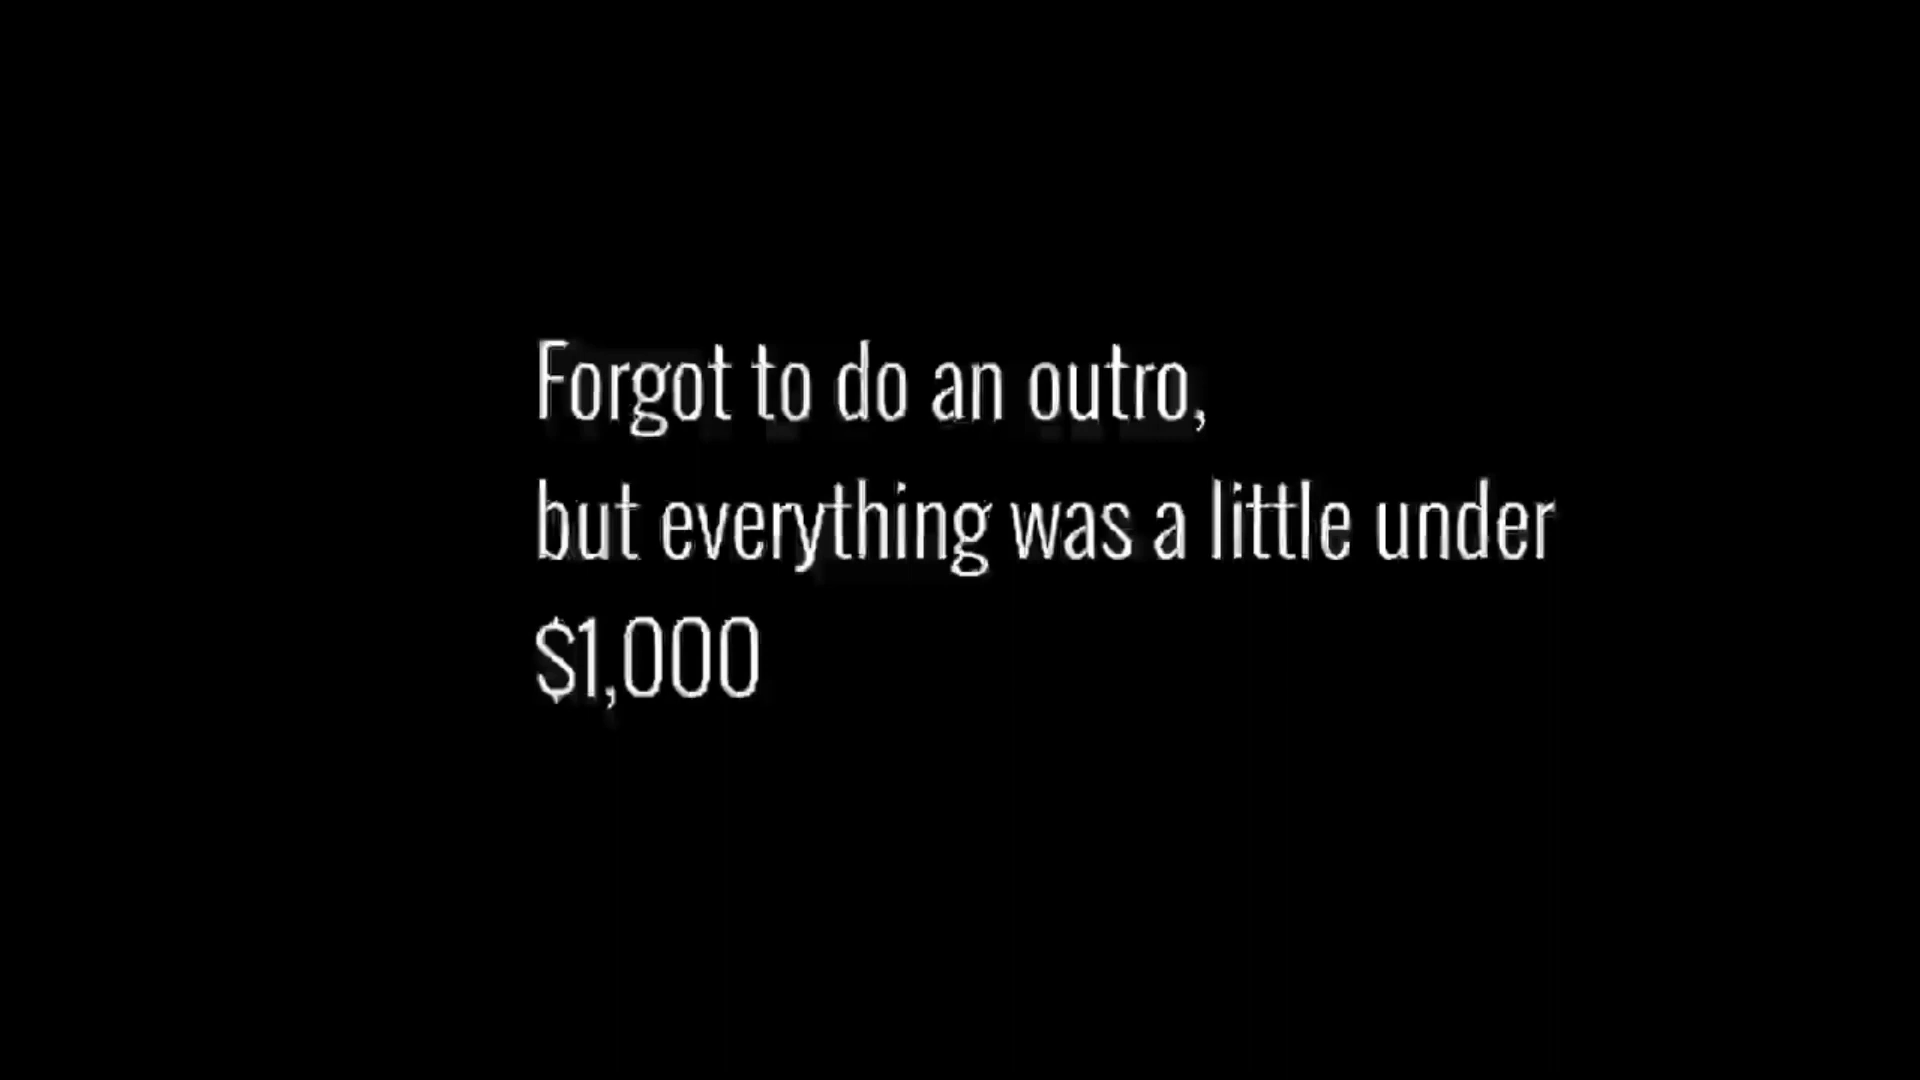 Forgot to do an outro,
but everything was a little under
$1,000